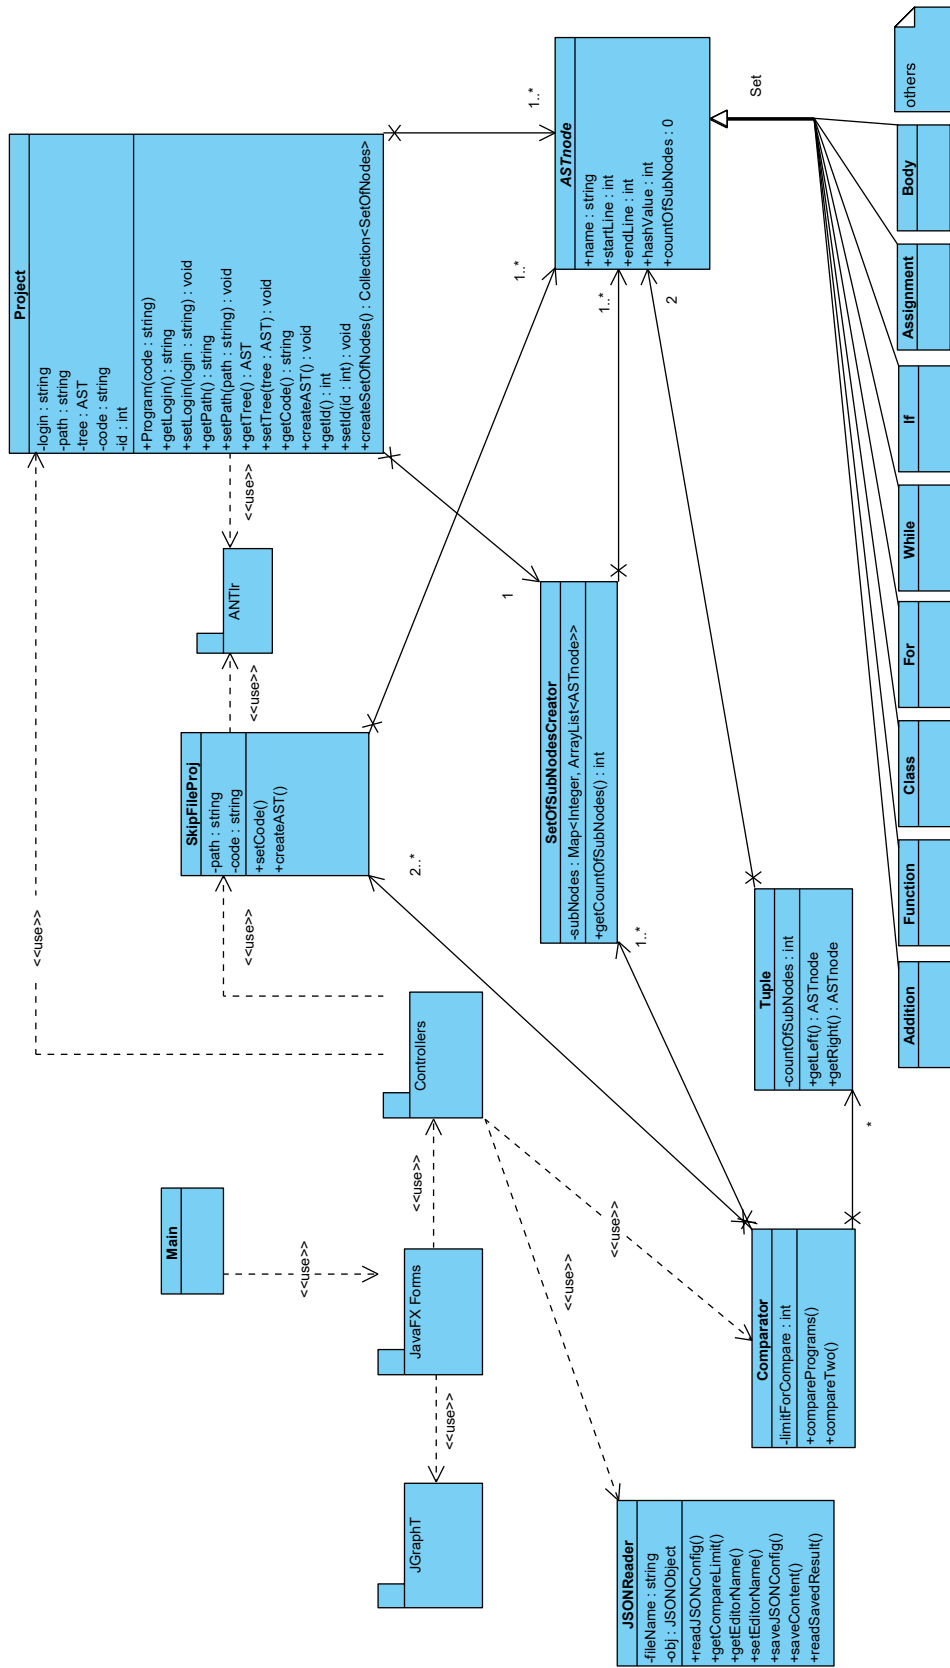 Project
-login : string
-path : string
-tree : AST
-code : string
-id : int
+Program(code : string)
+getLogin() : string
+setLogin(login : string) : void
+getPath() : string
+setPath(path : string) : void
+getTree() : AST
+setTree(tree : AST) : void
+getCode() : string
+createAST() : void
+getId() : int
+setId(id : int) : void
+createSetOfNodes() : Collection<SetOfNodes>
<<use>>
<<use>>
ANTlr
<<use>>
SkipFileProj
-path : string
-code : string
+setCode()
+createAST()
<<use>>
2..*
Main
<<use>>
JavaFX Forms
<<use>>
Controllers
<<use>>
JGraphT
<<use>>
<<use>>
1..*
1..*
1..*
2
1
ASTnode
+name : string
+startLine : int
+endLine : int
+hashValue : int
+countOfSubNodes : 0
Set
SetOfSubNodesCreator
-subNodes : Map<Integer, ArrayList<ASTnode>>
+getCountOfSubNodes() : int
1..*
JSONReader
-fileName : string
-obj : JSONObject
+readJSONConfig()
+getCompareLimit()
+getEditorName()
+setEditorName()
+saveJSONConfig()
+saveContent()
+readSavedResult()
Comparator
-limitForCompare : int
+comparePrograms()
+compareTwo()
*
Tuple
-countOfSubNodes : int
+getLeft() : ASTnode
+getRight() : ASTnode
Addition
Function
Class
For
While
If
Assignment
Body
others